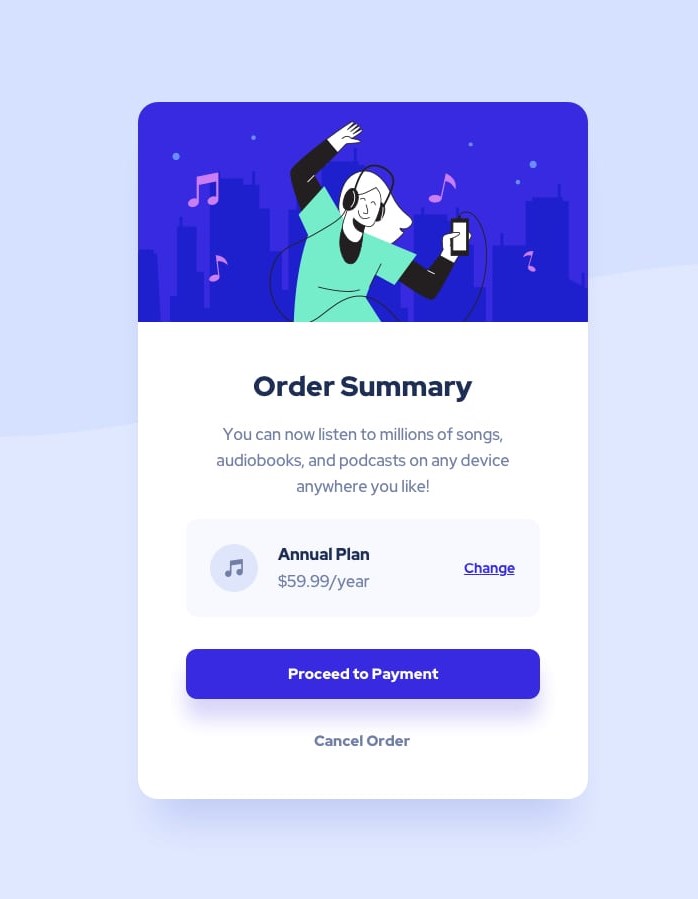 Order Summary
You can now listen to millions of songs,
audiobooks, and podcasts on any device
anywhere you like!
Annual Plan
$59.99/year
Change
Proceed to Payment
Cancel Order